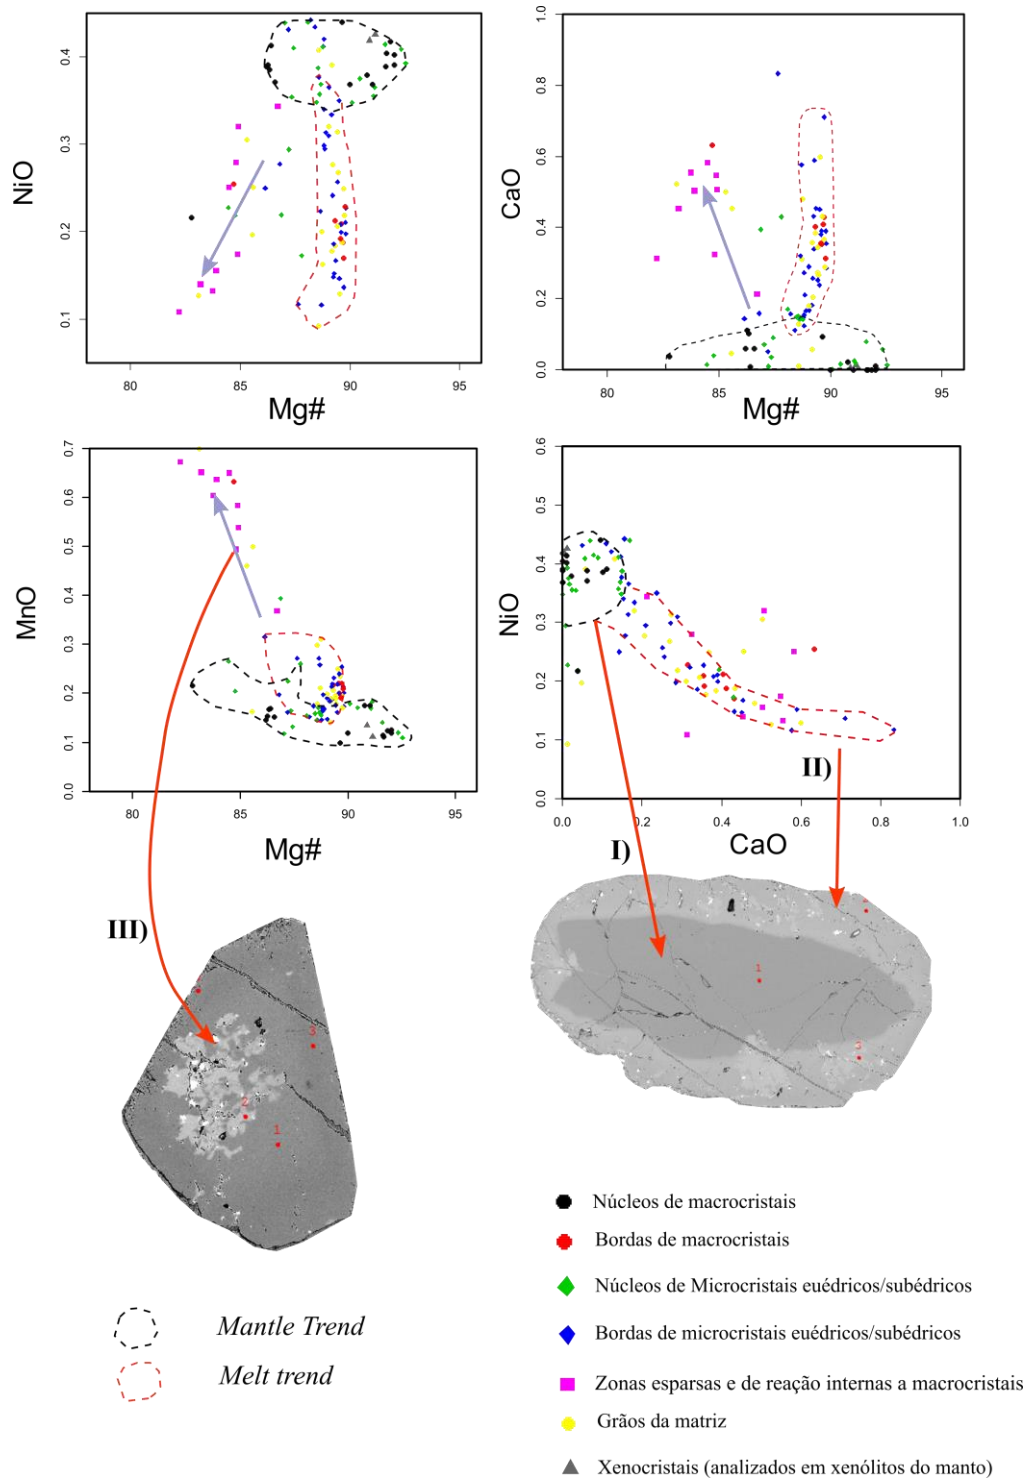 NiO
0.4
0.3
0.2
0.1
80 85 90 95
Mg#
CaO
1.0
0.8
0.6
0.4
0.2
0.0
80 85 90 95
Mg#
MnO
0.7
0.6
0.5
0.4
0.3
0.2
0.1
0.0
80 85 90 95
Mg#
NiO
0.6
0.5
0.4
0.3
0.2
0.1
0.0
0.0 0.2 0.4 0.6 0.8 1.0
CaO
II)
I)
III)
1
3
3
2
1
Núcleos de macrocristais
Bordas de macrocristais
Núcleos de Microcristais euédricos/subédricos
Bordas de microcristais euédricos/subédricos
Zonas esparsas e de reação internas a macrocristais
Grãos da matriz
Xenocristais (analizados em xenólitos do manto)
Mantle Trend
Melt trend